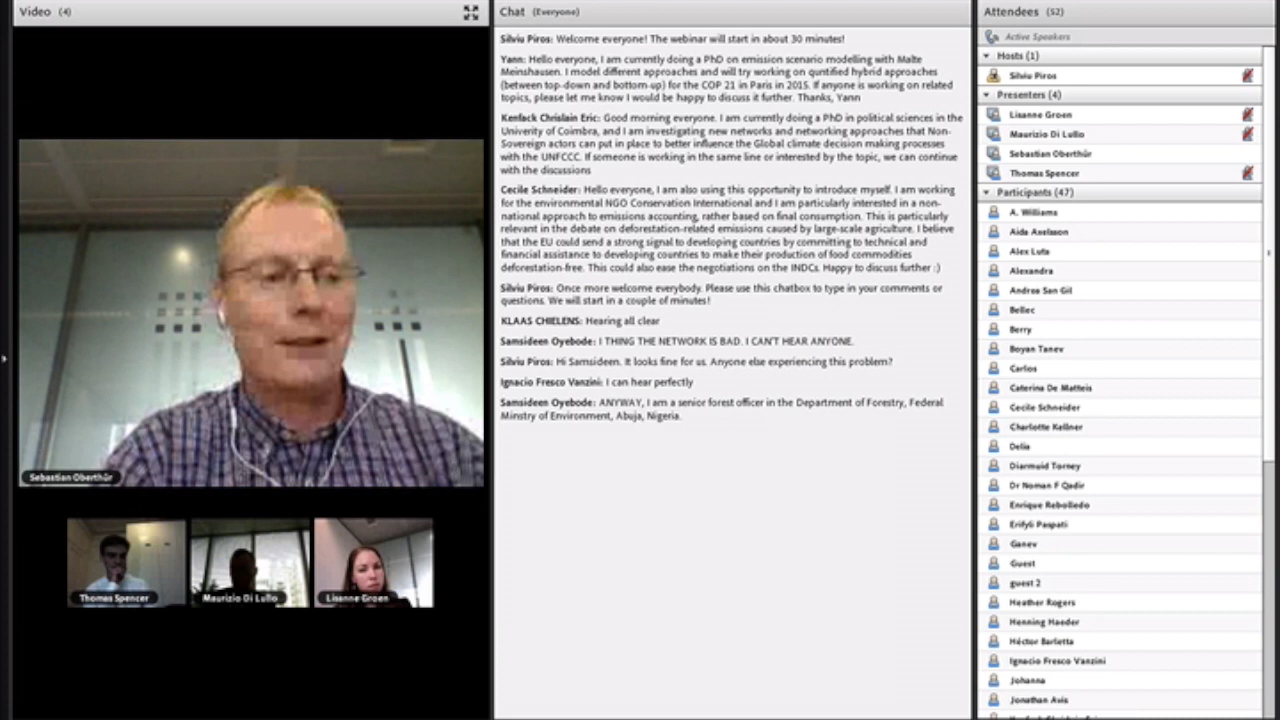 Video (4)
Sebastian Oberthür
Thomas Spencer
Maurizio Di Lullo
Lisanne Groen
Chat (Everyone)
Silviu Piros: Welcome everyone! The webinar will start in about 30 minutes!
Yann: Hello everyone, I am currently doing a PhD on emission scenario modelling with Malte
Meinshausen. I model different approaches and will try working on quntified hybrid approaches
(between top-down and bottom-up) for the COP 21 in Paris in 2015. If anyone is working on related
topics, please let me know I would be happy to discuss it further. Thanks, Yann
Kenfack Chrislain Eric: Good morning everyone. I am currently doing a PhD in political sciences in the
Univerity of Coimbra, and I am investigating new networks and networking approaches that Non-
Sovereign actors can put in place to better influence the Global climate decision making processes
with the UNFCCC. If someone is working in the same line or interested by the topic, we can continue
with the discussions
Cecile Schneider: Hello everyone, I am also using this opportunity to introduce myself. I am working
for the environmental NGO Conservation International and I am particularly interested in a non-
national approach to emissions accounting, rather based on final consumption. This is particularly
relevant in the debate on deforestation-related emissions caused by large-scale agriculture. I believe
that the EU could send a strong signal to developing countries by committing to technical and
financial assistance to developing countries to make their production of food commodities
deforestation-free. This could also ease the negotiations on the INDCs. Happy to discuss further :)
Silviu Piros: Once more welcome everybody. Please use this chatbox to type in your comments or
questions. We will start in a couple of minutes!
KLAAS CHIELENS: Hearing all clear
Samsideen Oyebode: I THING THE NETWORK IS BAD. I CAN'T HEAR ANYONE.
Silviu Piros: Hi Samsideen. It looks fine for us. Anyone else experiencing this problem?
Ignacio Fresco Vanzini: I can hear perfectly
Samsideen Oyebode: ANYWAY, I am a senior forest officer in the Department of Forestry, Federal
Minstry of Environment, Abuja, Nigeria.
Attendees (52)
Active Speakers
Hosts (1)
Silviu Piros
Presenters (4)
Lisanne Groen
Maurizio Di Lullo
Sebastian Oberthür
Thomas Spencer
Participants (47)
A. Williams
Aida Axelsson
Alex Luta
Alexandra
Andrea San Gil
Bellec
Berry
Boyan Tanev
Carlos
Caterina De Matteis
Cecile Schneider
Charlotte Kellner
Delia
Diarmuid Torney
Dr Noman F Qadir
Enrique Rebolledo
Erifyli Paspati
Ganev
Guest
guest 2
Heather Rogers
Henning Haeder
Héctor Barletta
Ignacio Fresco Vanzini
Johanna
Jonathan Avis